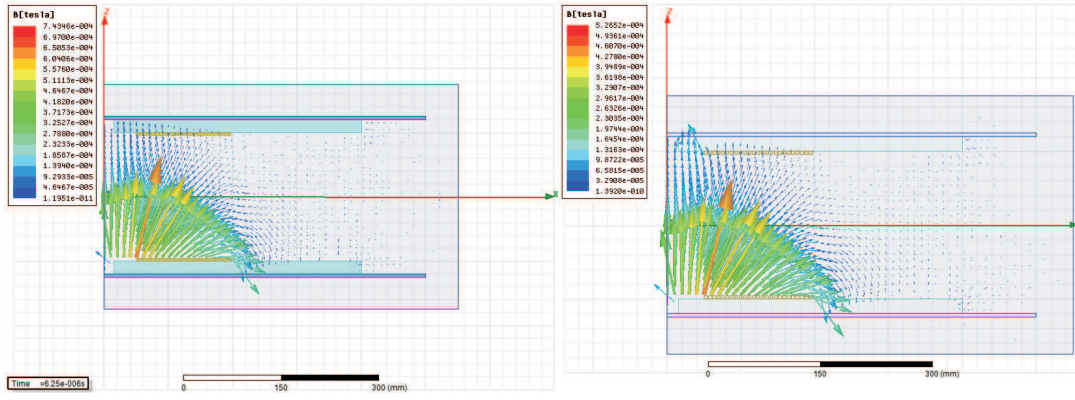 B[tesla]
7.4346e-004
6.9700e-004
6.5053e-004
6.0406e-004
5.5760e-004
5.1113e-004
4.6467e-004
4.1820e-004
3.7173e-004
3.2527e-004
2.7880e-004
2.3233e-004
1.8587e-004
1.3940e-004
9.2933e-005
4.6467e-005
1.1951e-011
Z
X
Time =6.25e-006s
0 150 300 (mm)
B[tesla]
5.2652e-004
4.9361e-004
4.6070e-004
4.2780e-004
3.9489e-004
3.6198e-004
3.2907e-004
2.9617e-004
2.6326e-004
2.3035e-004
1.9744e-004
1.6454e-004
1.3163e-004
9.8722e-005
6.5815e-005
3.2908e-005
1.3920e-010
Z
0 150 300 (mm)